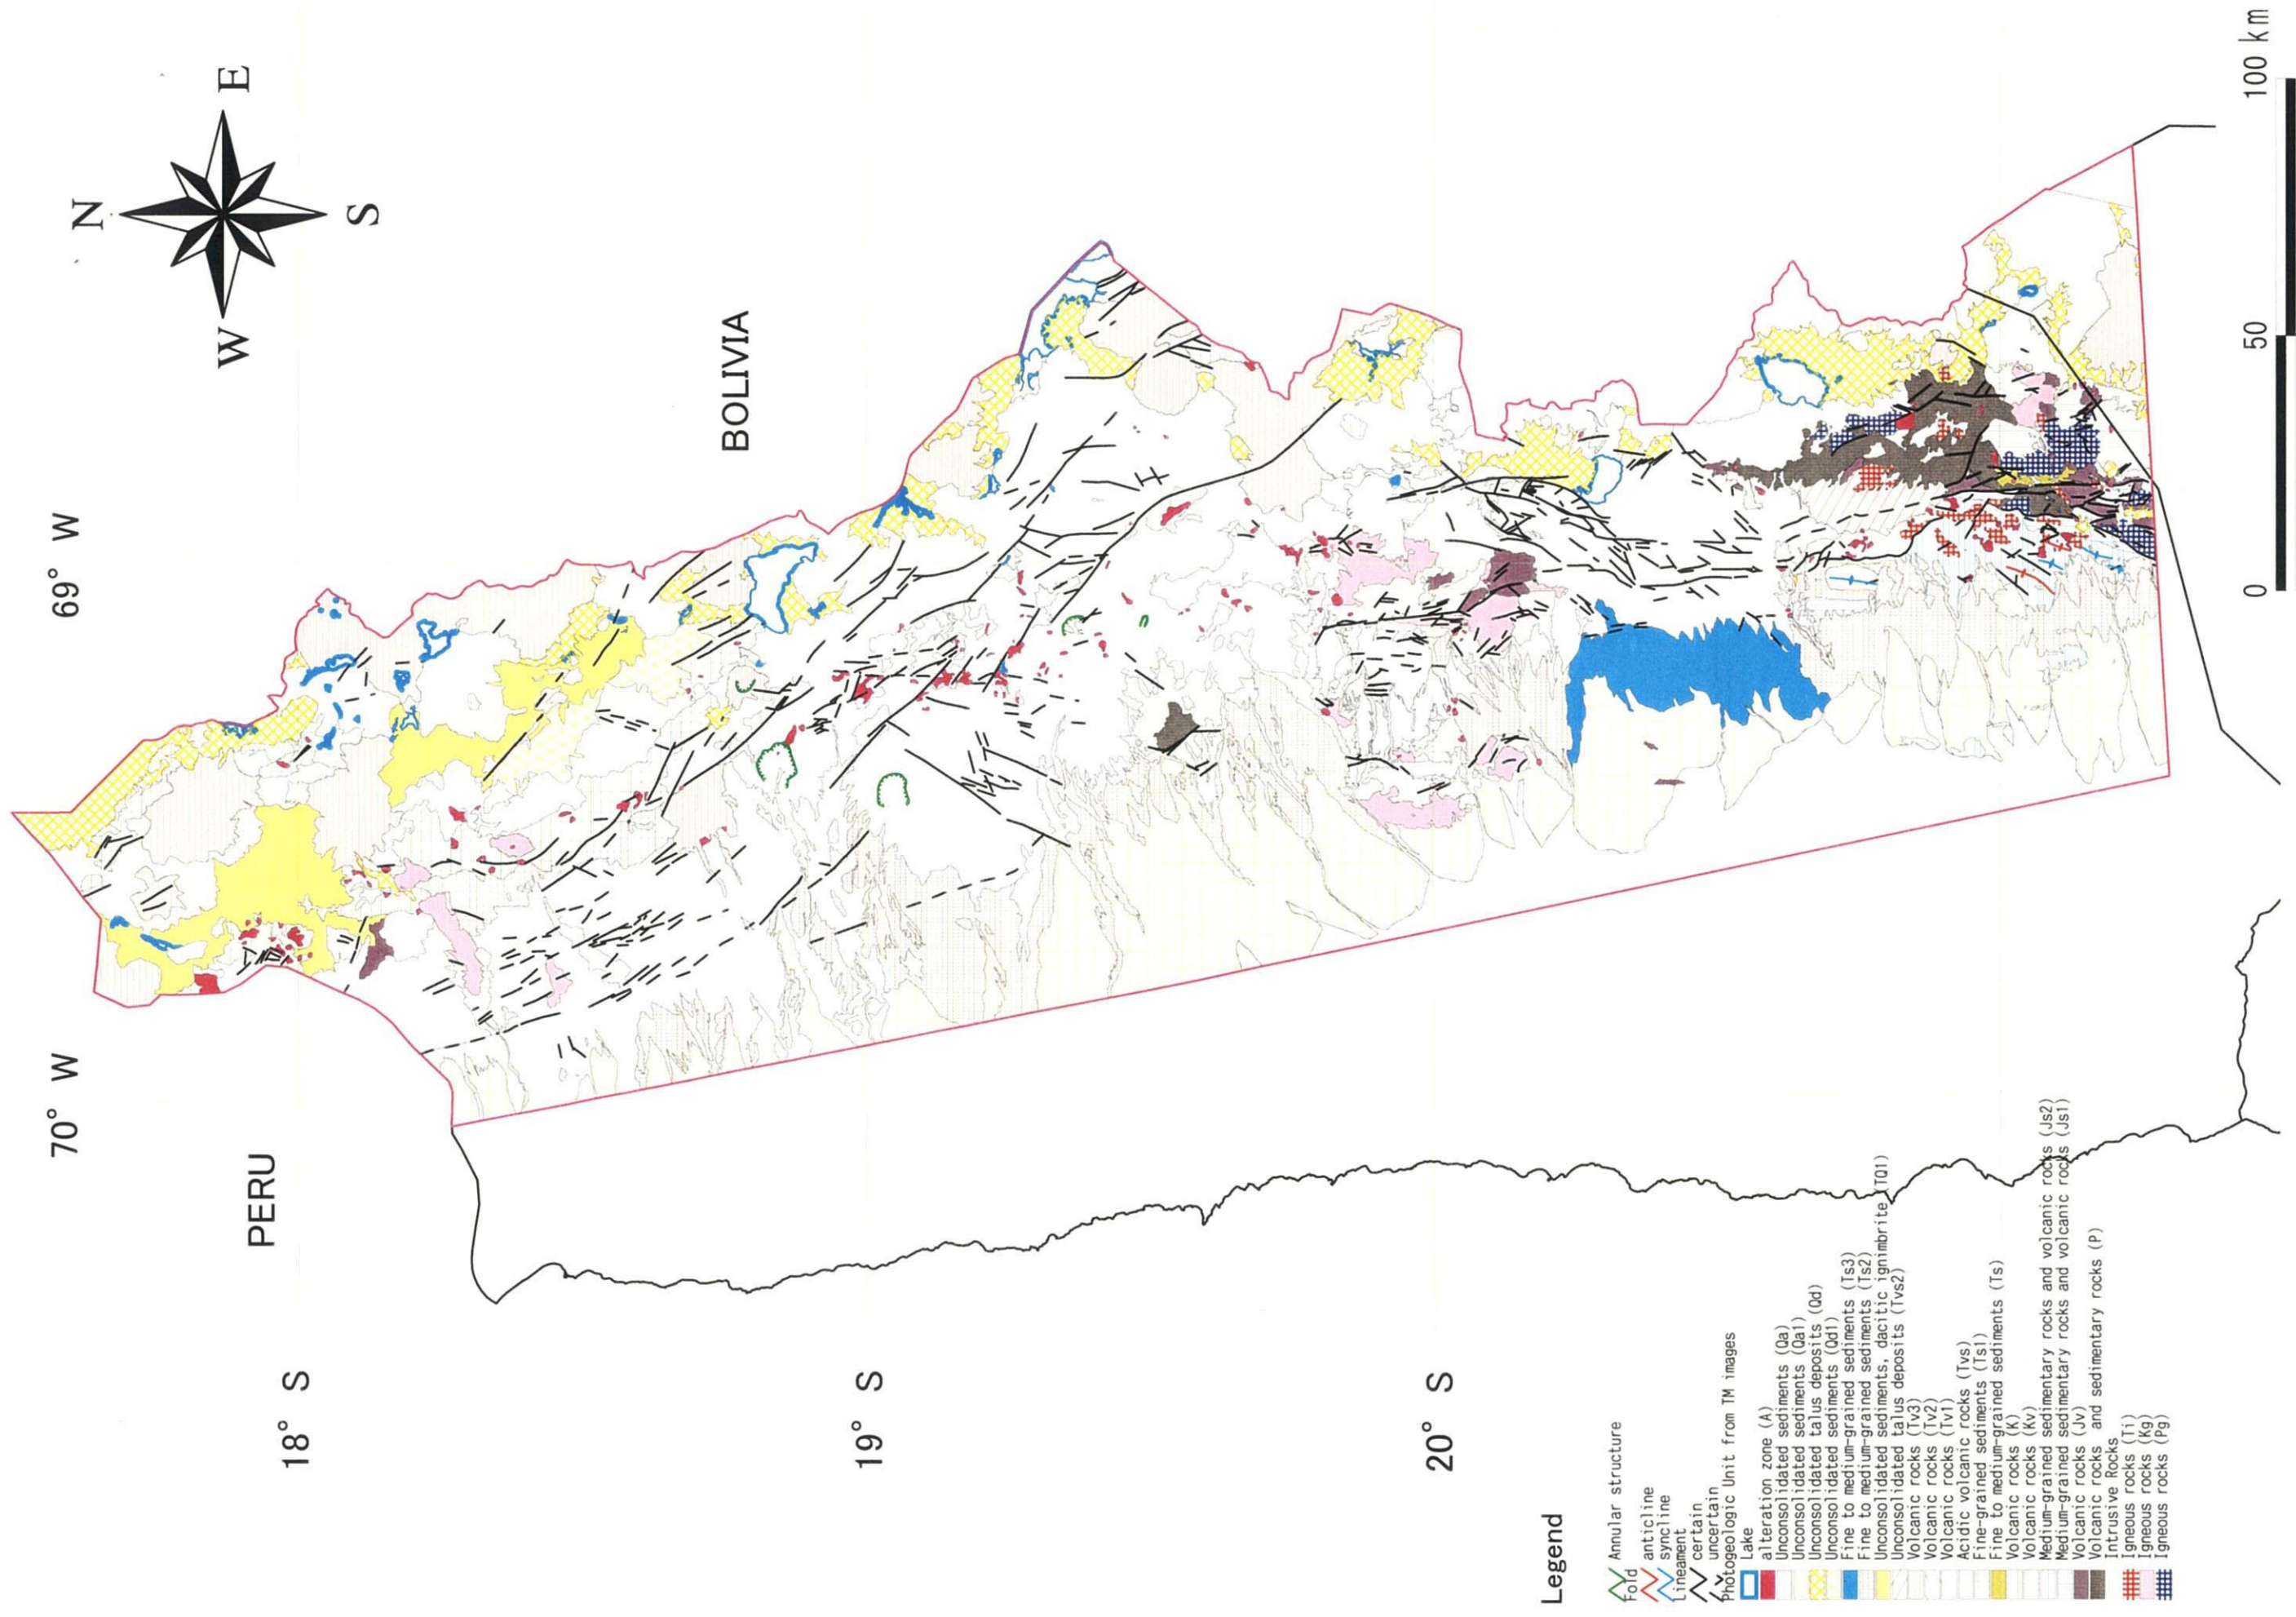 N
E
S
W
69° W
70° W
BOLIVIA
PERU
18° S
19° S
20° S
0
50
100 km
Legend
Annular structure
Fold
anticline
syncline
Lineament
certain
uncertain
Photogeologic Unit from TM images
Lake
alteration zone (A)
Unconsolidated sediments (Qa)
Unconsolidated sediments (Qa1)
Unconsolidated talus deposits (Qd)
Unconsolidated sediments (Qd1)
Fine to medium-grained sediments (Ts3)
Fine to medium-grained sediments (Ts2)
Unconsolidated sediments, dacitic ignimbrite (TQ1)
Unconsolidated talus deposits (Tvs2)
Volcanic rocks (Tv3)
Volcanic rocks (Tv2)
Volcanic rocks (Tv1)
Acidic volcanic rocks (Tvs)
Fine-grained sediments (Ts1)
Fine to medium-grained sediments (Ts)
Volcanic rocks (K)
Volcanic rocks (Kv)
Medium-grained sedimentary rocks and volcanic rocks (Js2)
Medium-grained sedimentary rocks and volcanic rocks (Js1)
Volcanic rocks (Jv)
Volcanic rocks and sedimentary rocks (P)
Intrusive Rocks
Igneous rocks (Ti)
Igneous rocks (Kg)
Igneous rocks (Pg)